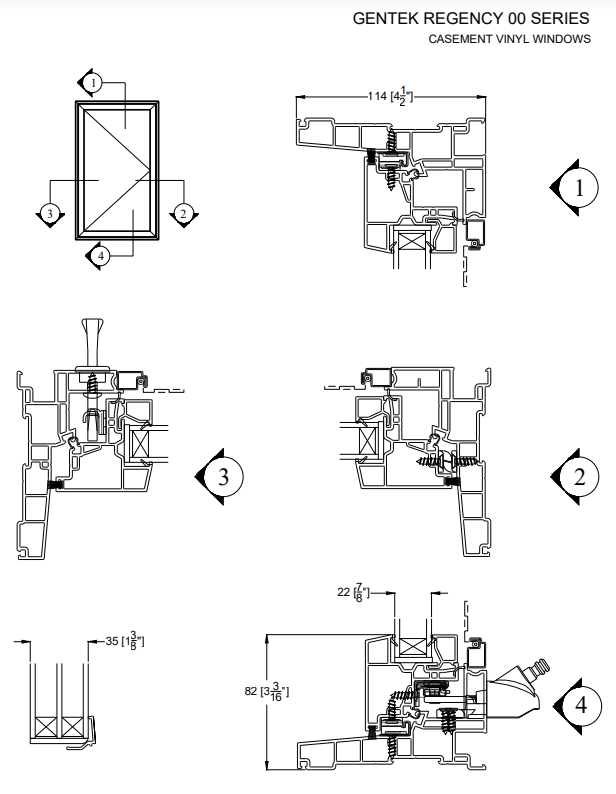 GENTEK REGENCY 00 SERIES
CASEMENT VINYL WINDOWS
1
3
2
4
114 [4 1/2"]
1
3
2
22 [7/8"]
35 [1 3/8"]
82 [3 3/16"]
4